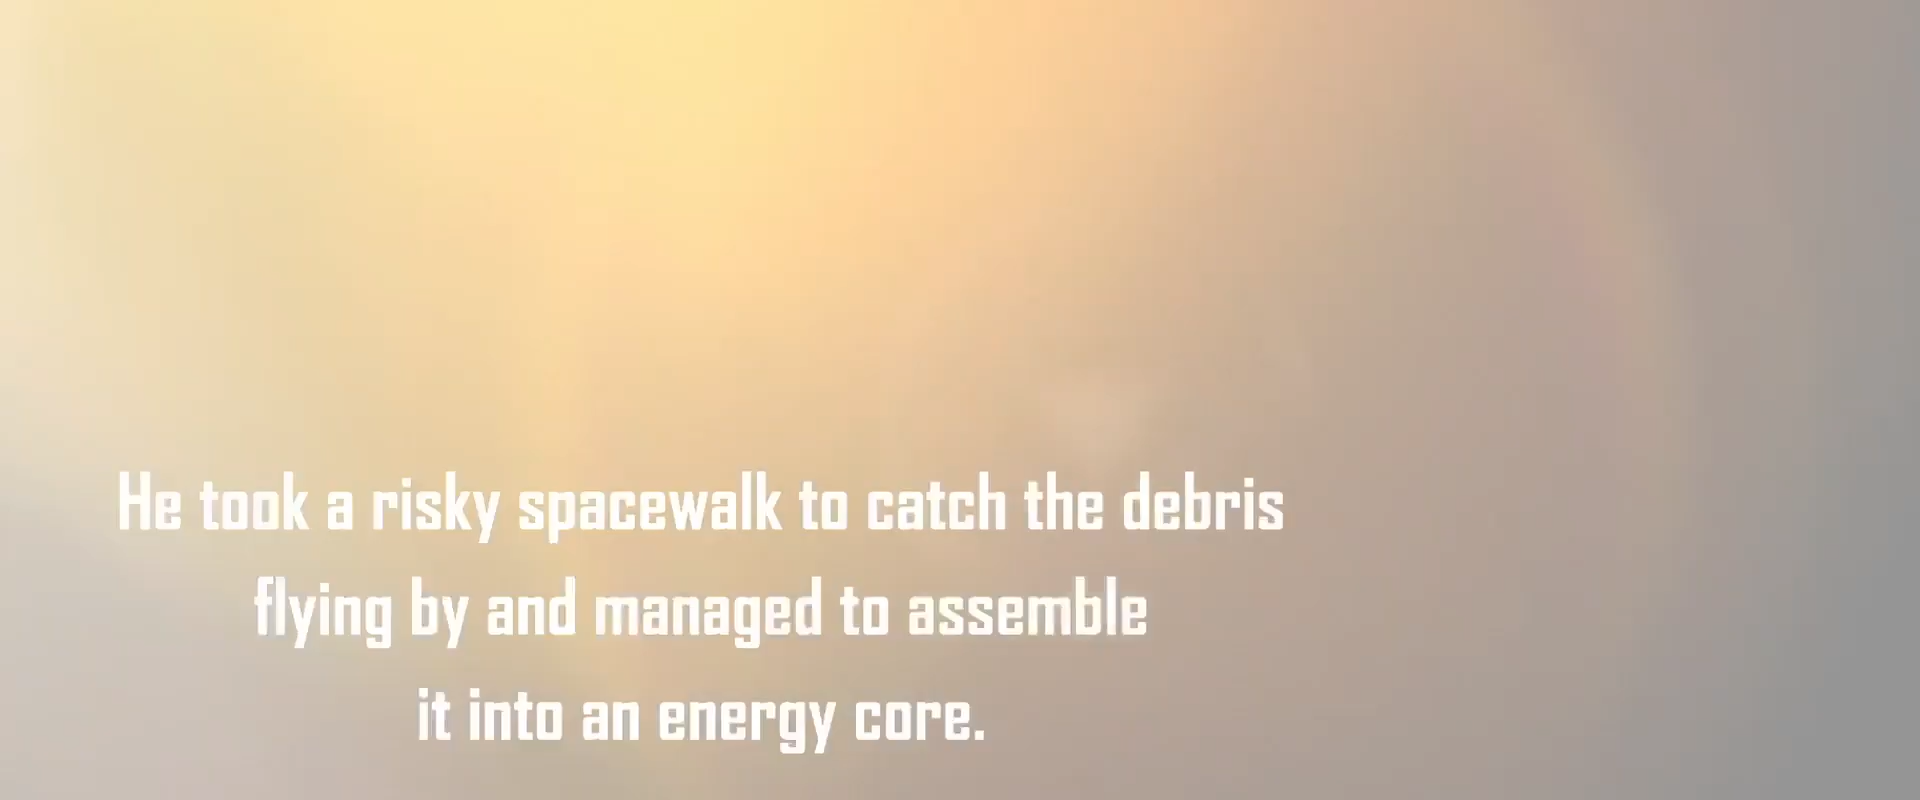 He took a risky spacewalk to catch the debris
flying by and managed to assemble
it into an energy core.